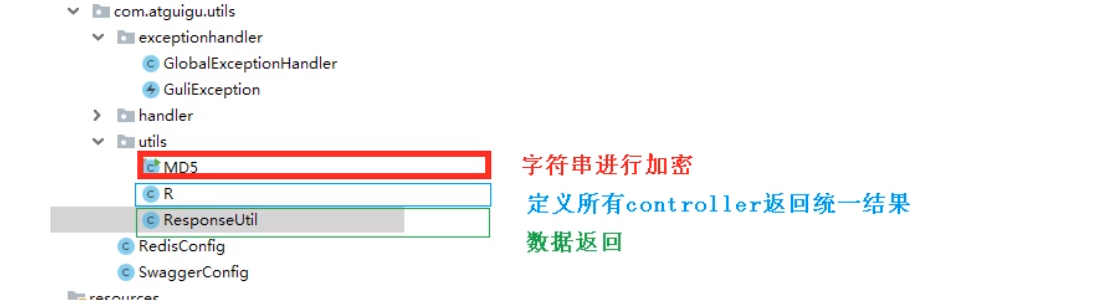 com.atguigu.utils
exceptionhandler
GlobalExceptionHandler
GuliException
handler
utils
MD5 字符串进行加密
R 定义所有controller返回统一结果
ResponseUtil 数据返回
RedisConfig
SwaggerConfig
resources